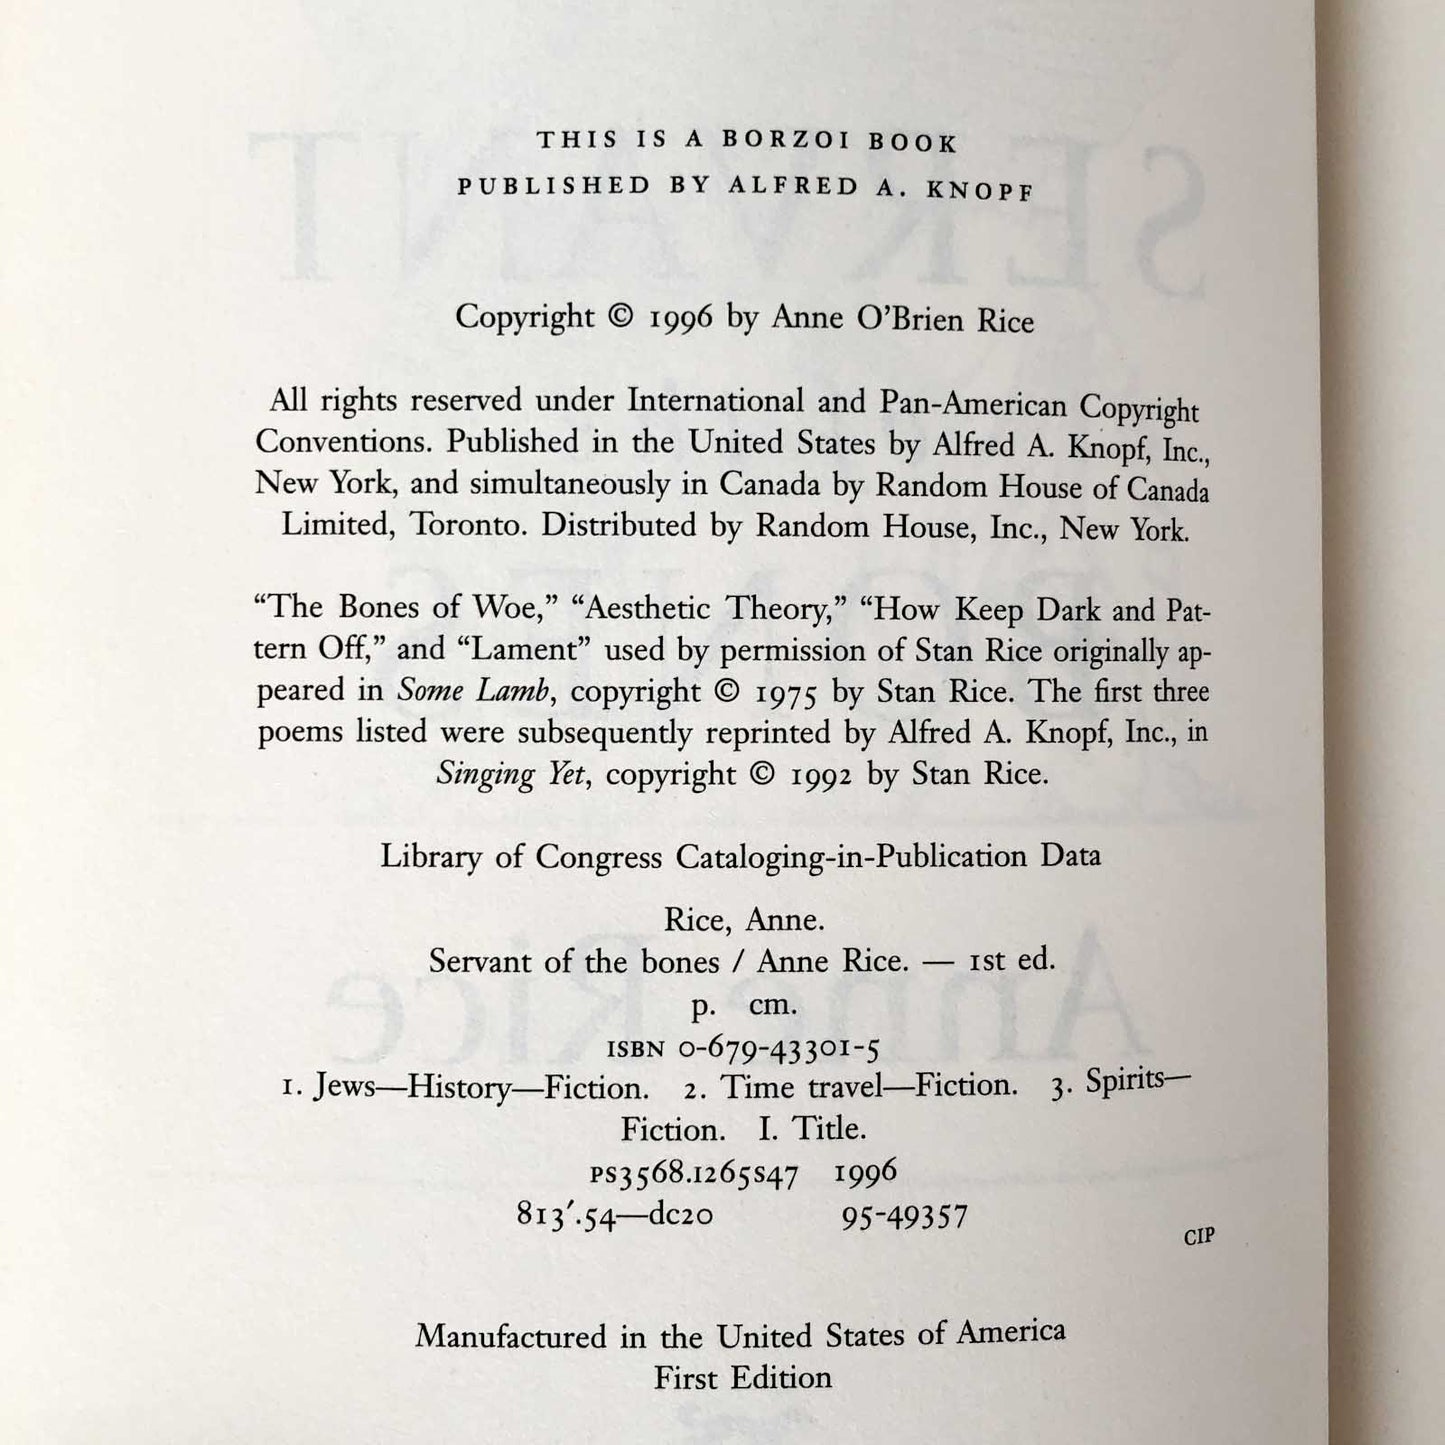 THIS IS A BORZOI BOOK
PUBLISHED BY ALFRED A. KNOPF
Copyright © 1996 by Anne O’Brien Rice
All rights reserved under International and Pan-American Copyright
Conventions. Published in the United States by Alfred A. Knopf, Inc.,
New York, and simultaneously in Canada by Random House of Canada
Limited, Toronto. Distributed by Random House, Inc., New York.
“The Bones of Woe,” “Aesthetic Theory,” “How Keep Dark and Pat-
tern Off,” and “Lament” used by permission of Stan Rice originally ap-
peared in Some Lamb, copyright © 1975 by Stan Rice. The first three
poems listed were subsequently reprinted by Alfred A. Knopf, Inc., in
Singing Yet, copyright © 1992 by Stan Rice.
Library of Congress Cataloging-in-Publication Data
Rice, Anne.
Servant of the bones / Anne Rice. — 1st ed.
p. cm.
ISBN 0-679-43301-5
1. Jews—History—Fiction. 2. Time travel—Fiction. 3. Spirits—
Fiction. I. Title.
PS3568.I265S47 1996
813′.54—dc20 95-49357
CIP
Manufactured in the United States of America
First Edition